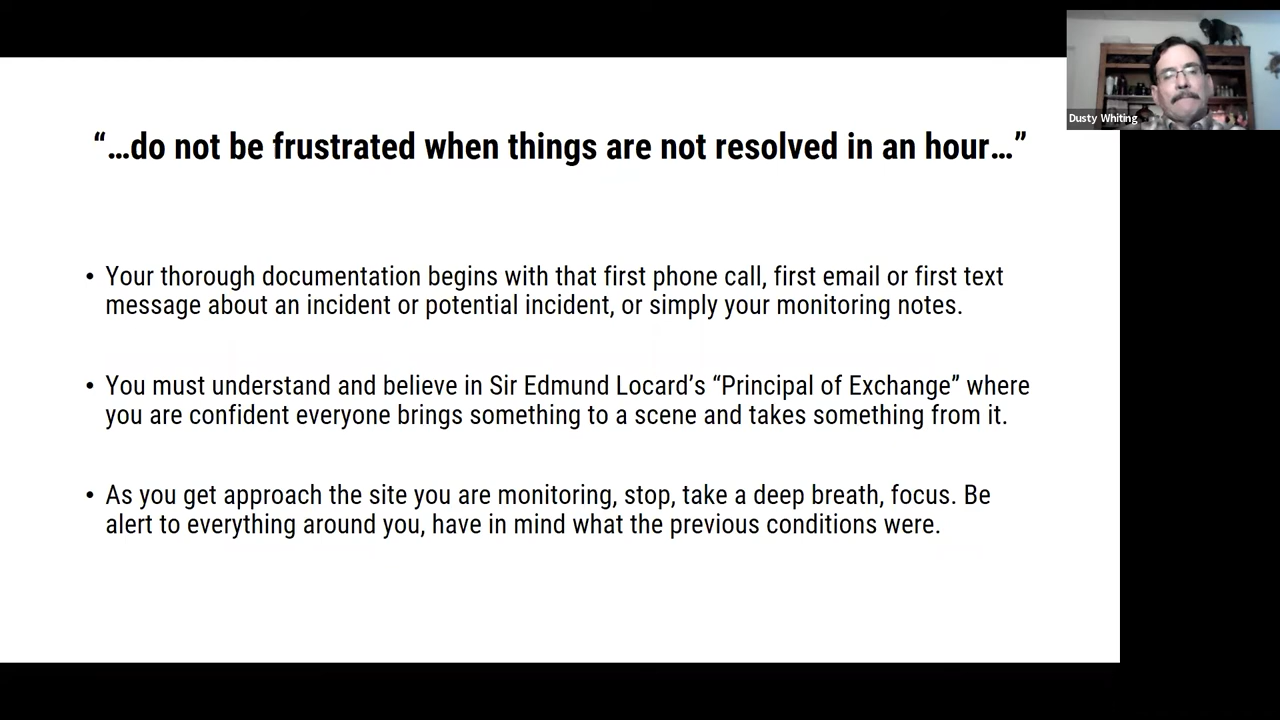 “...do not be frustrated when things are not resolved in an hour...”
• Your thorough documentation begins with that first phone call, first email or first text
message about an incident or potential incident, or simply your monitoring notes.
• You must understand and believe in Sir Edmund Locard’s “Principal of Exchange” where
you are confident everyone brings something to a scene and takes something from it.
• As you get approach the site you are monitoring, stop, take a deep breath, focus. Be
alert to everything around you, have in mind what the previous conditions were.
Dusty Whiting